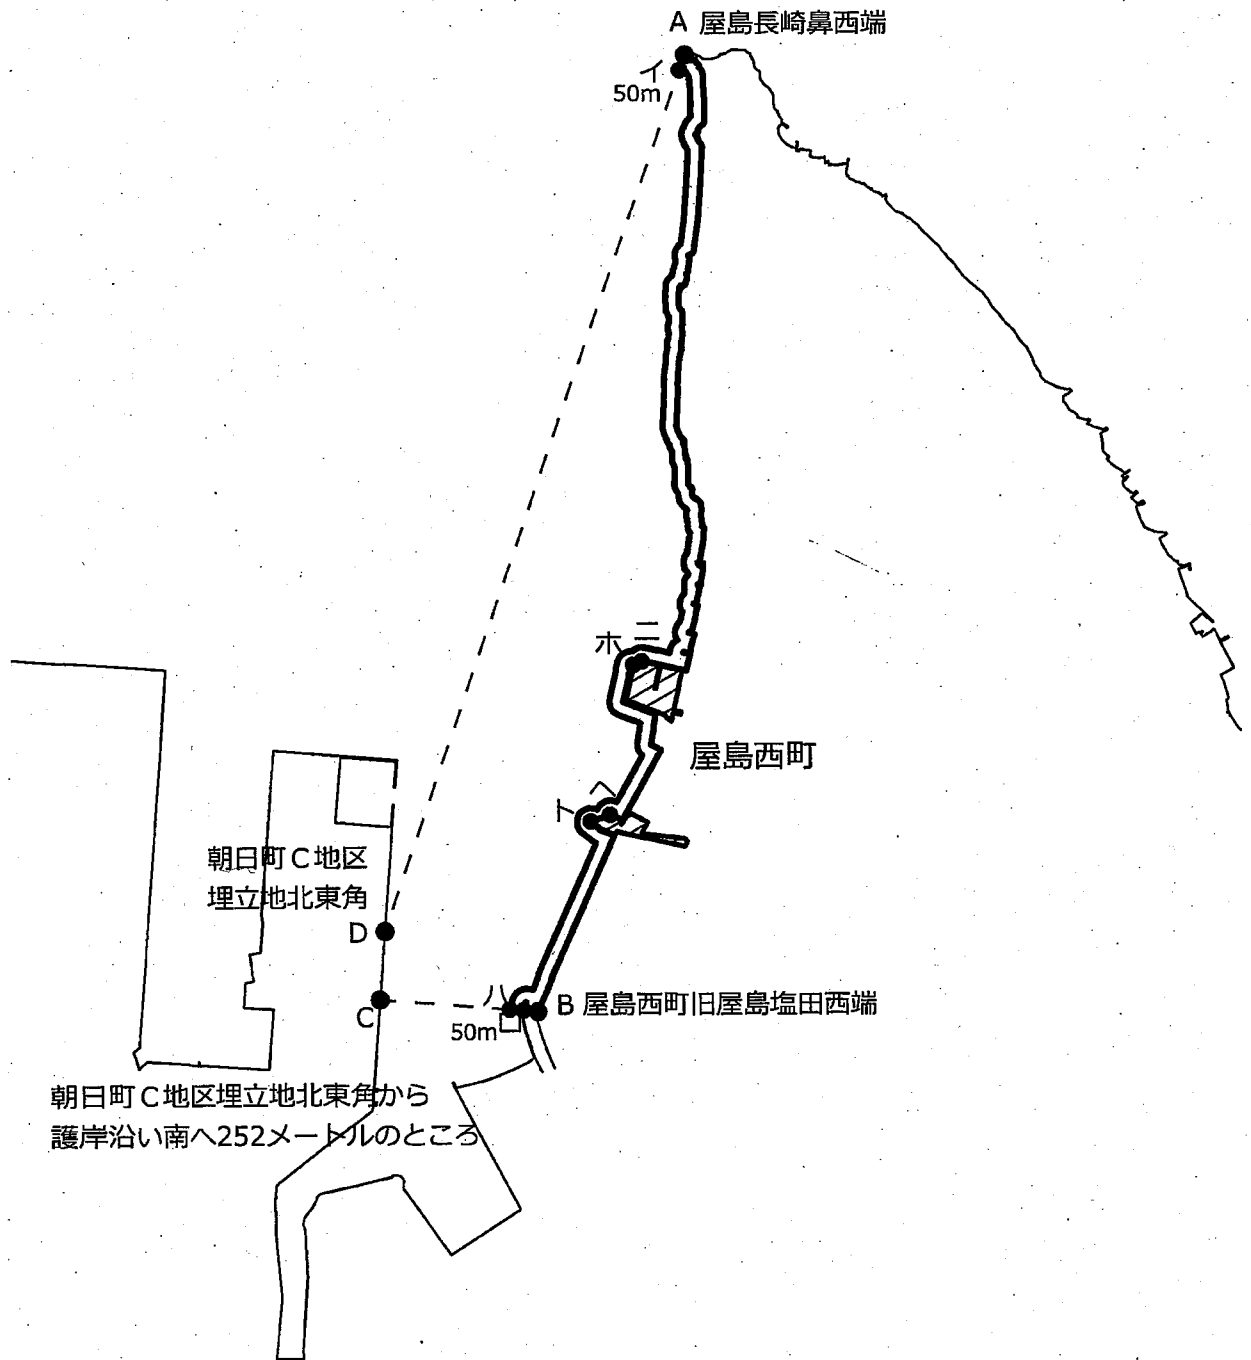 A 屋島長崎鼻西端
イ
50m
ホ ニ
屋島西町
ヘ
ト
朝日町C地区
埋立地北東角
D
C
ハ
ロ
50m
B 屋島西町旧屋島塩田西端
朝日町C地区埋立地北東角から
護岸沿い南へ252メートルのところ